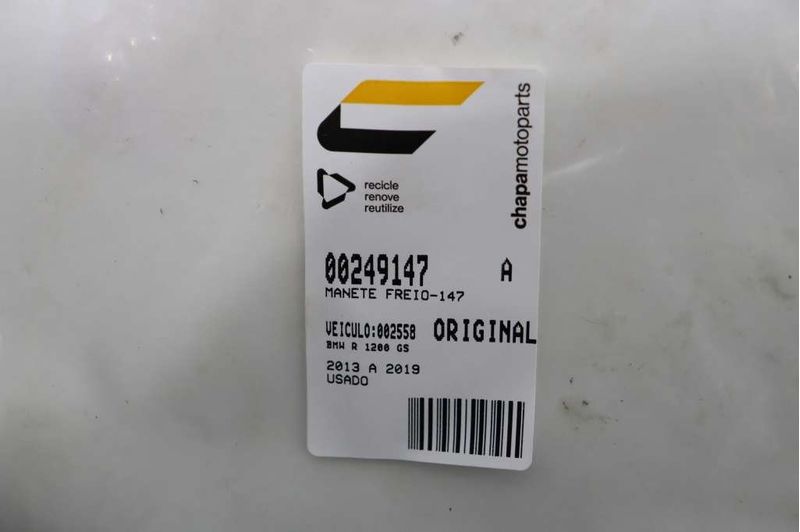 chapamotoparts
recicle
renove
reutilize
00249147 A
MANETE FREIO-147
VEICULO:002558 ORIGINAL
BMW R 1200 GS
2013 A 2019
USADO